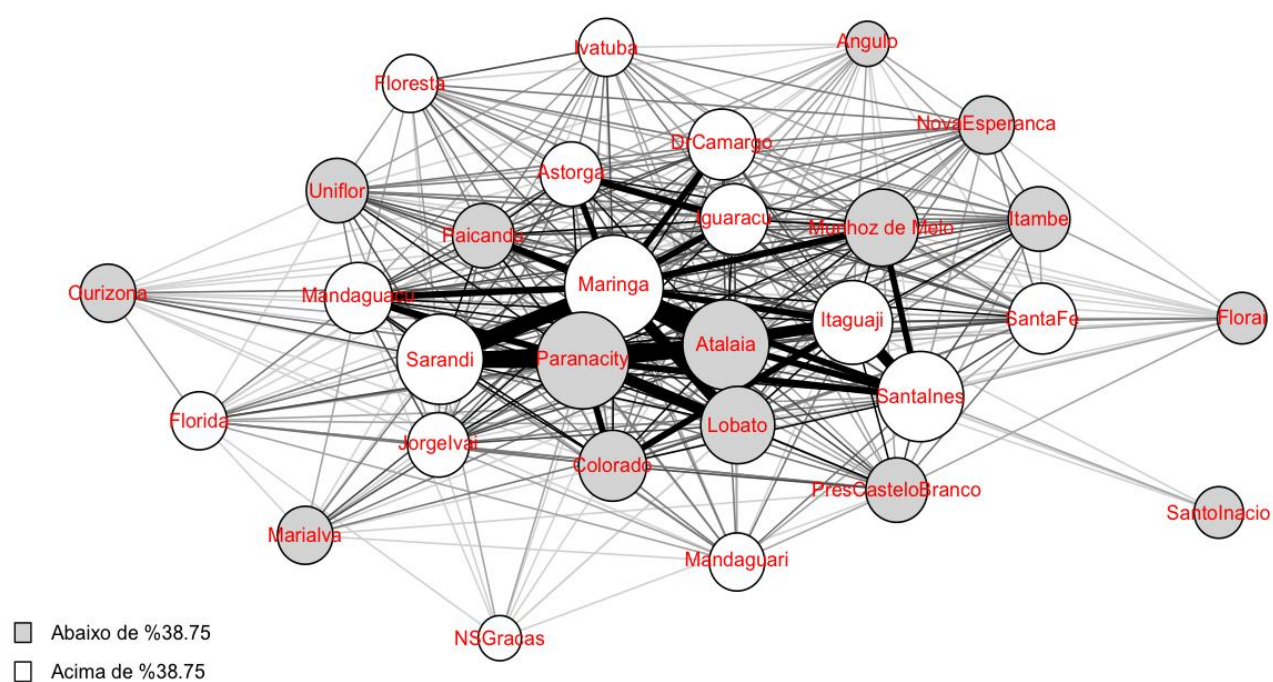 Ivatuba
Angulo
Floresta
NovaEsperanca
DrCamargo
Astorga
Uniflor
Iguaracu
Itambe
Munhoz de Melo
Paicandu
Maringa
Ourizona
Mandaguacu
Itaguaji
SantaFe
Florai
Atalaia
Sarandi
Paranacity
SantaInes
Florida
Lobato
JorgeIvai
Colorado
PresCasteloBranco
SantoInacio
Marialva
Mandaguari
NSGracas
Abaixo de %38.75
Acima de %38.75